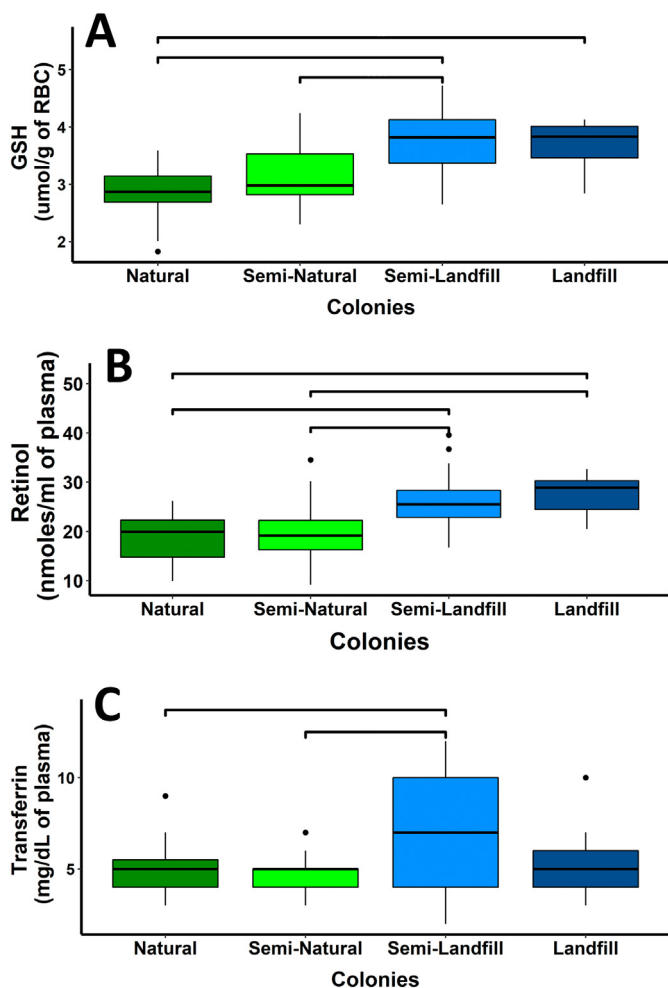 A
GSH
(umol/g of RBC)
5
4
3
2
Natural Semi-Natural Semi-Landfill Landfill
Colonies
B
Retinol
(nmoles/ml of plasma)
50
40
30
20
10
Natural Semi-Natural Semi-Landfill Landfill
Colonies
C
Transferrin
(mg/dL of plasma)
10
5
Natural Semi-Natural Semi-Landfill Landfill
Colonies